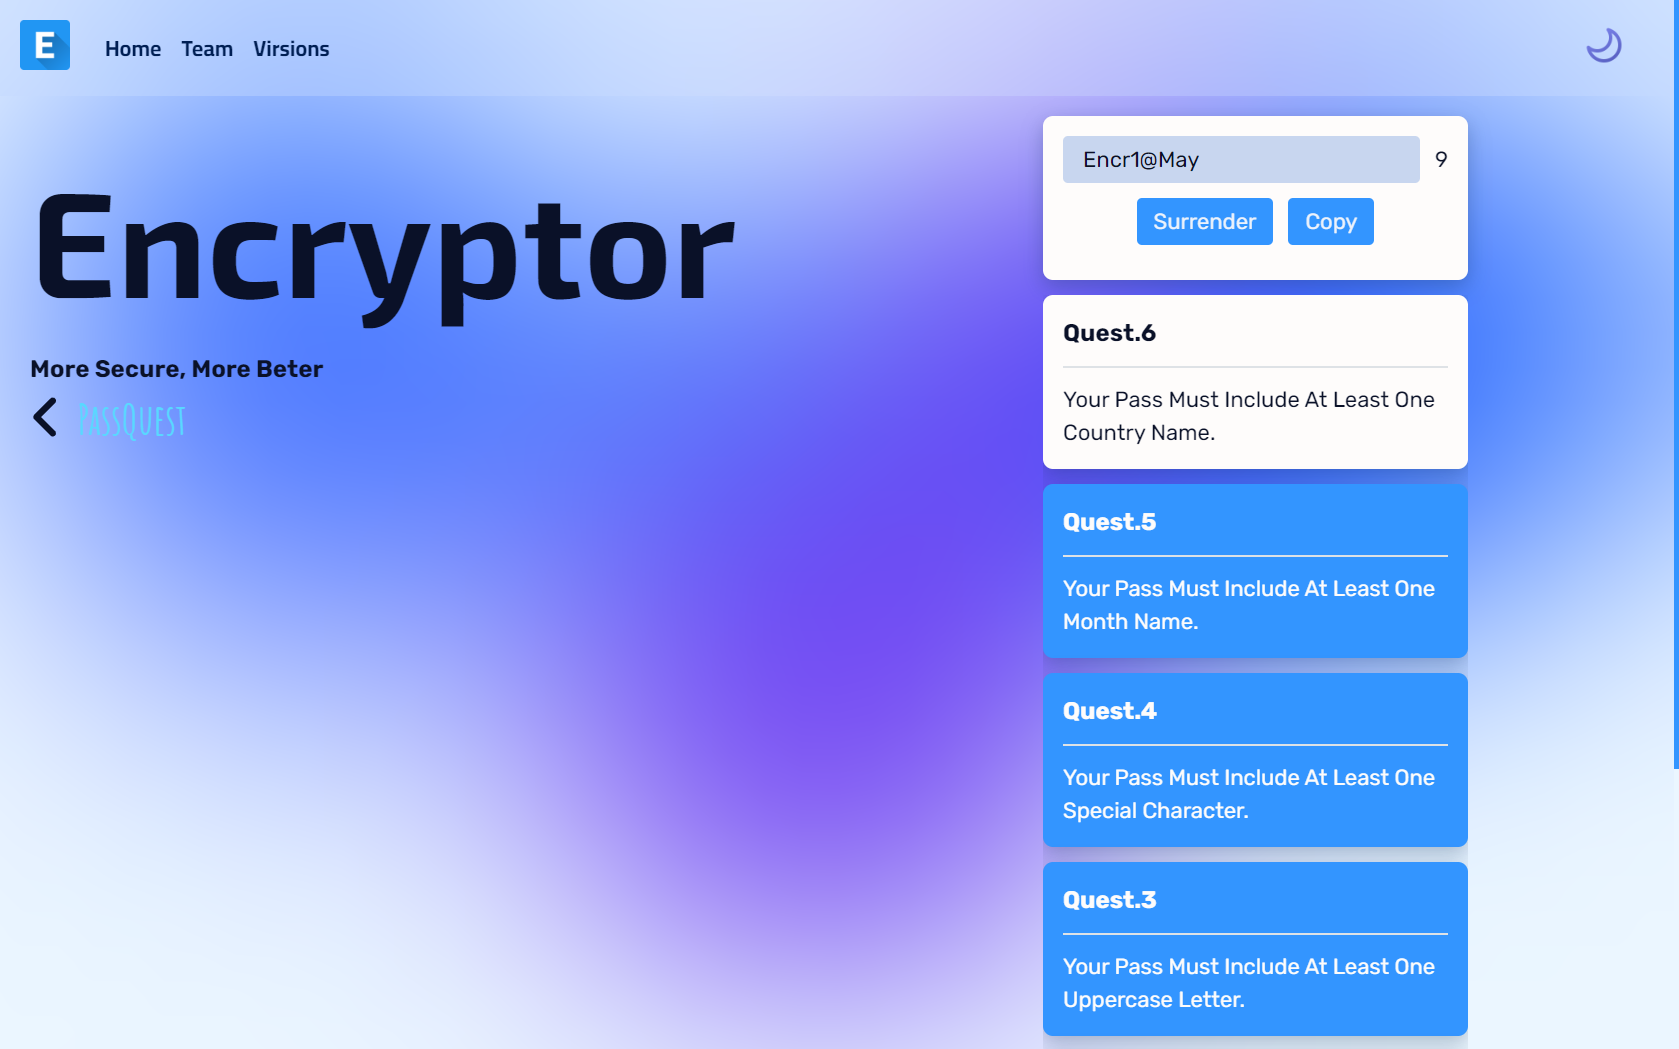 E
Home Team Virsions
Encryptor
More Secure, More Beter
PassQuest
Encr1@May 9
Surrender Copy
Quest.6
Your Pass Must Include At Least One
Country Name.
Quest.5
Your Pass Must Include At Least One
Month Name.
Quest.4
Your Pass Must Include At Least One
Special Character.
Quest.3
Your Pass Must Include At Least One
Uppercase Letter.